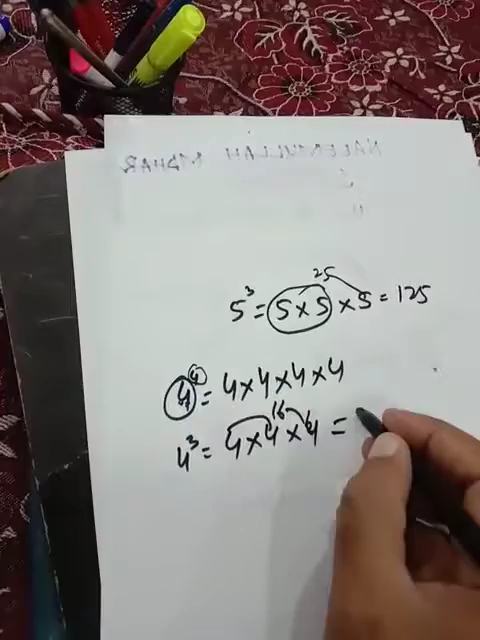 25
5³ = 5 × 5 × 5 = 125
4⁴ = 4 × 4 × 4 × 4
16
4³ = 4 × 4 × 4 =